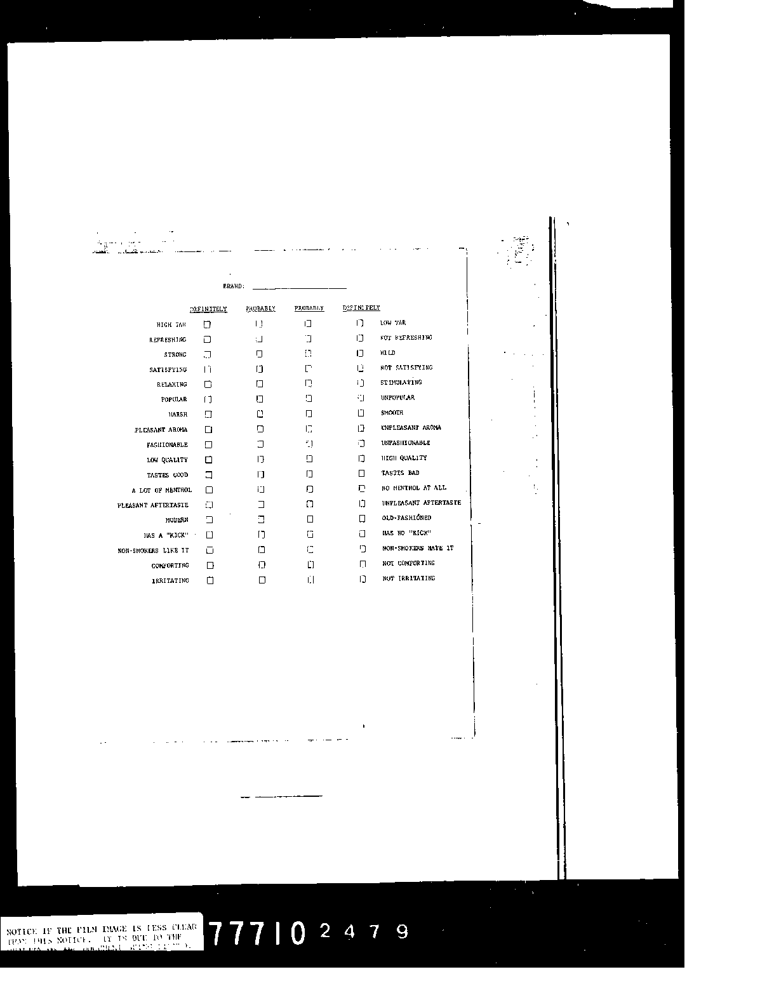 BRAND:
DEFINITELY PROBABLY PROBABLY DEFINITELY
HIGH TAR LOW TAR
REFRESHING NOT REFRESHING
STRONG MILD
SATISFYING NOT SATISFYING
RELAXING STIMULATING
POPULAR UNPOPULAR
HARSH SMOOTH
PLEASANT AROMA UNPLEASANT AROMA
FASHIONABLE UNFASHIONABLE
LOW QUALITY HIGH QUALITY
TASTES GOOD TASTES BAD
A LOT OF MENTHOL NO MENTHOL AT ALL
PLEASANT AFTERTASTE UNPLEASANT AFTERTASTE
MODERN OLD-FASHIONED
HAS A "KICK" HAS NO "KICK"
NON-SMOKERS LIKE IT NON-SMOKERS HATE IT
COMFORTING NOT COMFORTING
IRRITATING NOT IRRITATING
NOTICE IF THE FILM IMAGE IS LESS CLEAR
THAN THIS NOTICE, IT IS DUE TO THE
777102479